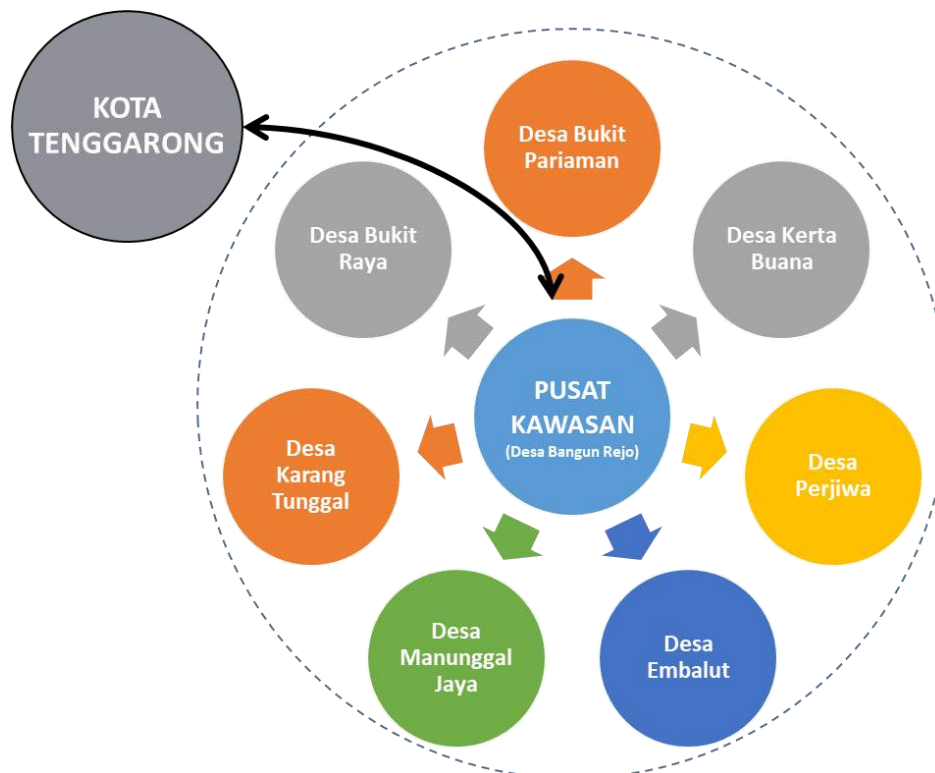 KOTA
TENGGARONG
Desa Bukit
Pariaman
Desa Bukit
Raya
Desa Kerta
Buana
PUSAT
KAWASAN
(Desa Bangun Rejo)
Desa
Karang
Tunggal
Desa
Perjiwa
Desa
Manunggal
Jaya
Desa
Embalut